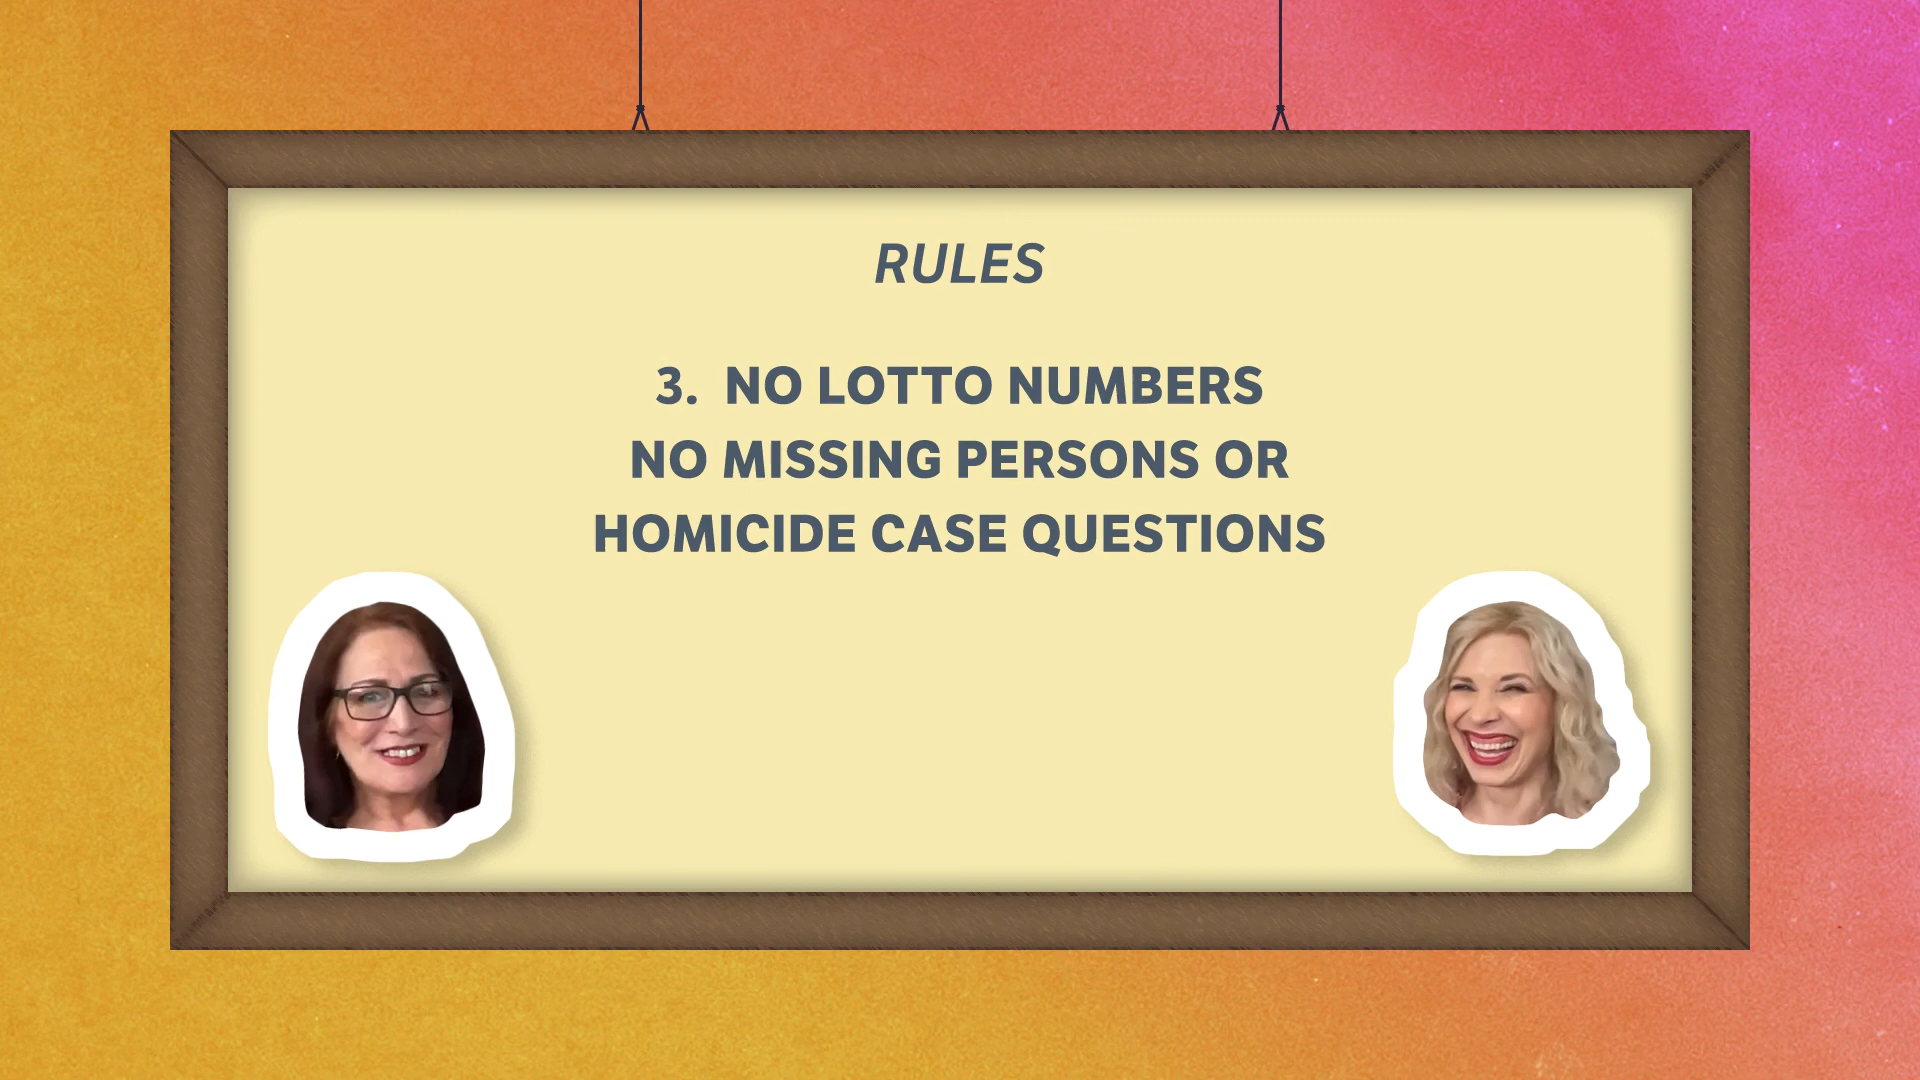 RULES
3. NO LOTTO NUMBERS
NO MISSING PERSONS OR
HOMICIDE CASE QUESTIONS